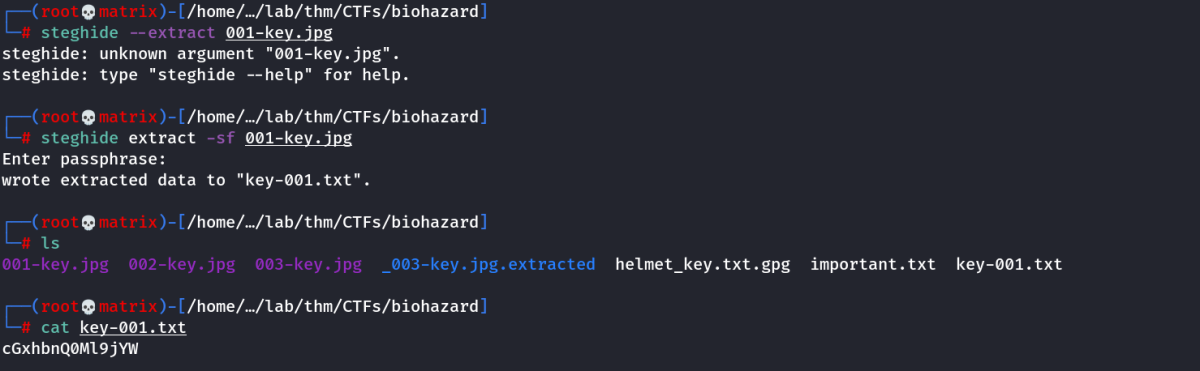 ┌──(root💀matrix)-[/home/…/lab/thm/CTFs/biohazard]
└─# steghide --extract 001-key.jpg
steghide: unknown argument "001-key.jpg".
steghide: type "steghide --help" for help.
┌──(root💀matrix)-[/home/…/lab/thm/CTFs/biohazard]
└─# steghide extract -sf 001-key.jpg
Enter passphrase:
wrote extracted data to "key-001.txt".
┌──(root💀matrix)-[/home/…/lab/thm/CTFs/biohazard]
└─# ls
001-key.jpg  002-key.jpg  003-key.jpg  _003-key.jpg.extracted  helmet_key.txt.gpg  important.txt  key-001.txt
┌──(root💀matrix)-[/home/…/lab/thm/CTFs/biohazard]
└─# cat key-001.txt
cGxhbnQ0Ml9jYW